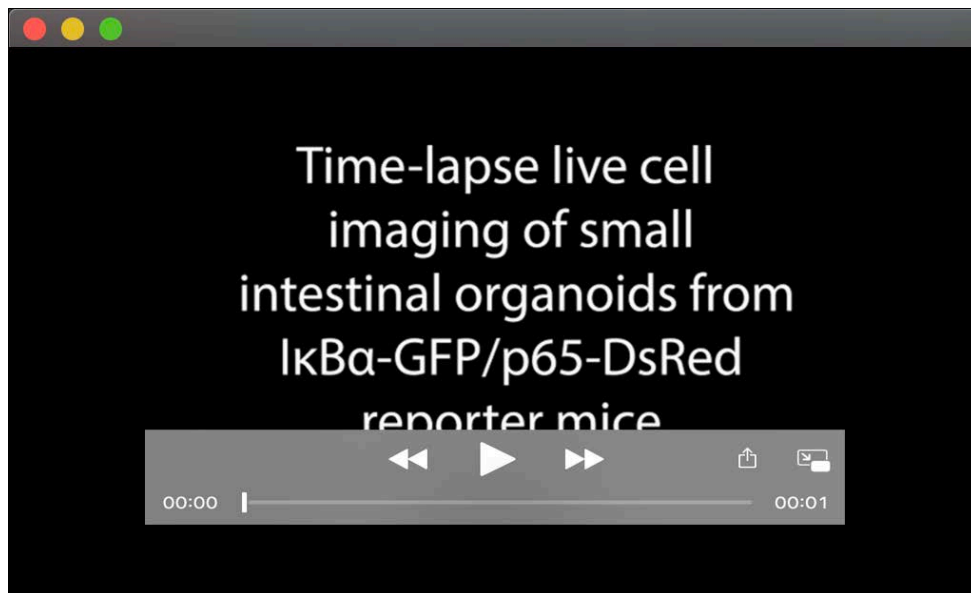 Time-lapse live cell
imaging of small
intestinal organoids from
IκBα-GFP/p65-DsRed
reporter mice
00:00
00:01